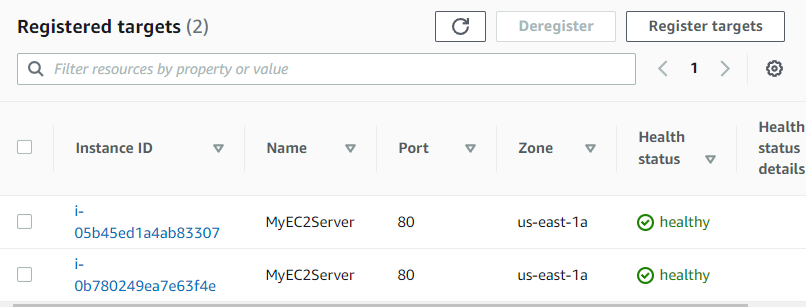 Registered targets (2)
Deregister
Register targets
Filter resources by property or value
1
Instance ID
Name
Port
Zone
Health
status
Health
status
details
i-
05b45ed1a4ab83307
MyEC2Server
80
us-east-1a
healthy
i-
0b780249ea7e63f4e
MyEC2Server
80
us-east-1a
healthy